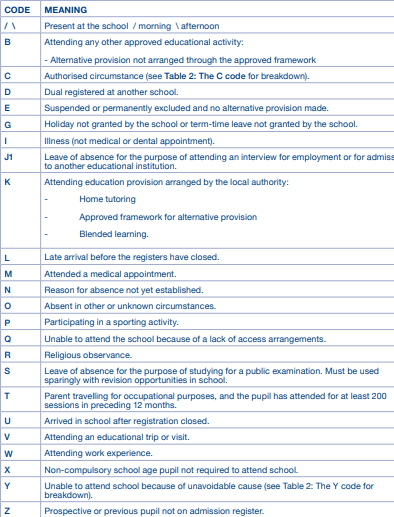 CODE MEANING
/ \ Present at the school / morning \ afternoon
B Attending any other approved educational activity:
- Alternative provision not arranged through the approved framework
C Authorised circumstance (see Table 2: The C code for breakdown).
D Dual registered at another school.
E Suspended or permanently excluded and no alternative provision made.
G Holiday not granted by the school or term-time leave not granted by the school.
I Illness (not medical or dental appointment).
J1 Leave of absence for the purpose of attending an interview for employment or for admiss
to another educational institution.
K Attending education provision arranged by the local authority:
- Home tutoring
- Approved framework for alternative provision
- Blended learning.
L Late arrival before the registers have closed.
M Attended a medical appointment.
N Reason for absence not yet established.
O Absent in other or unknown circumstances.
P Participating in a sporting activity.
Q Unable to attend the school because of a lack of access arrangements.
R Religious observance.
S Leave of absence for the purpose of studying for a public examination. Must be used
sparingly with revision opportunities in school.
T Parent travelling for occupational purposes, and the pupil has attended for at least 200
sessions in preceding 12 months.
U Arrived in school after registration closed.
V Attending an educational trip or visit.
W Attending work experience.
X Non-compulsory school age pupil not required to attend school.
Y Unable to attend school because of unavoidable cause (see Table 2: The Y code for
breakdown).
Z Prospective or previous pupil not on admission register.